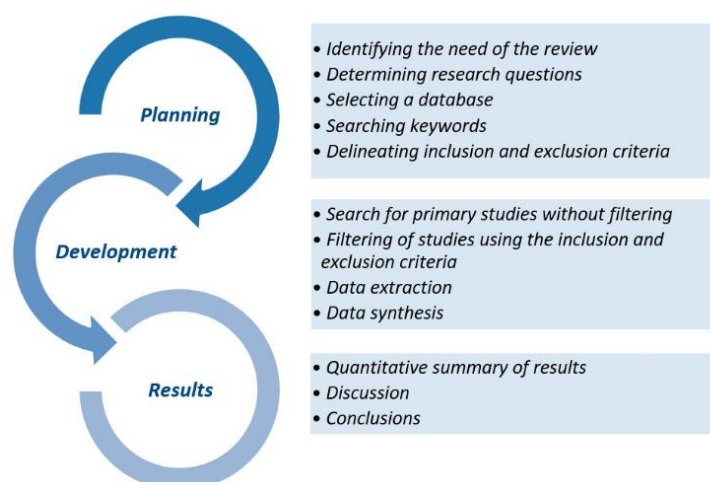 Planning
• Identifying the need of the review
• Determining research questions
• Selecting a database
• Searching keywords
• Delineating inclusion and exclusion criteria
Development
• Search for primary studies without filtering
• Filtering of studies using the inclusion and
exclusion criteria
• Data extraction
• Data synthesis
Results
• Quantitative summary of results
• Discussion
• Conclusions